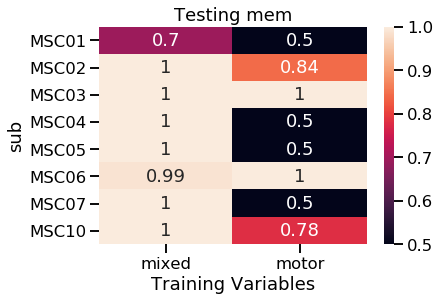 Testing mem
sub
MSC01 0.7 0.5
MSC02 1 0.84
MSC03 1 1
MSC04 1 0.5
MSC05 1 0.5
MSC06 0.99 1
MSC07 1 0.5
MSC10 1 0.78
mixed motor
Training Variables
1.0
0.9
0.8
0.7
0.6
0.5